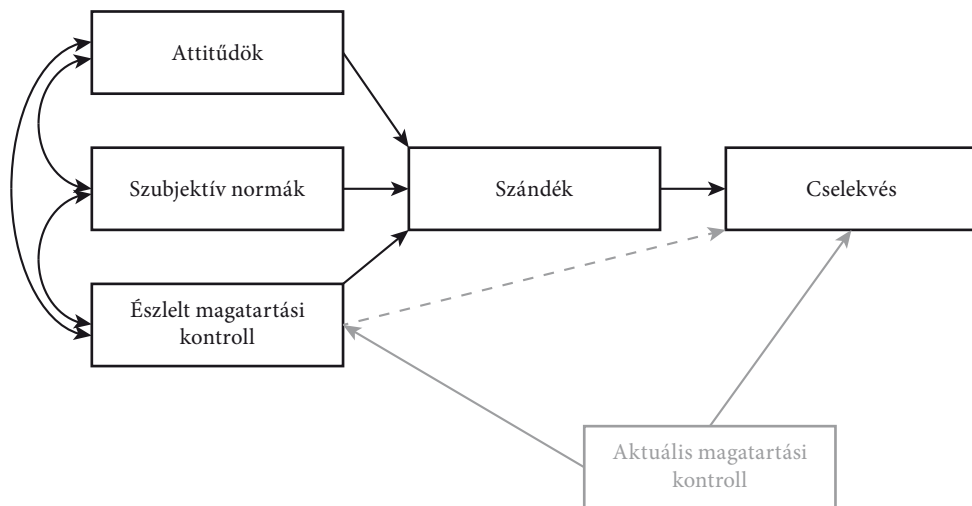 Attitűdök
Szubjektív normák
Szándék
Cselekvés
Észlelt magatartási
kontroll
Aktuális magatartási
kontroll